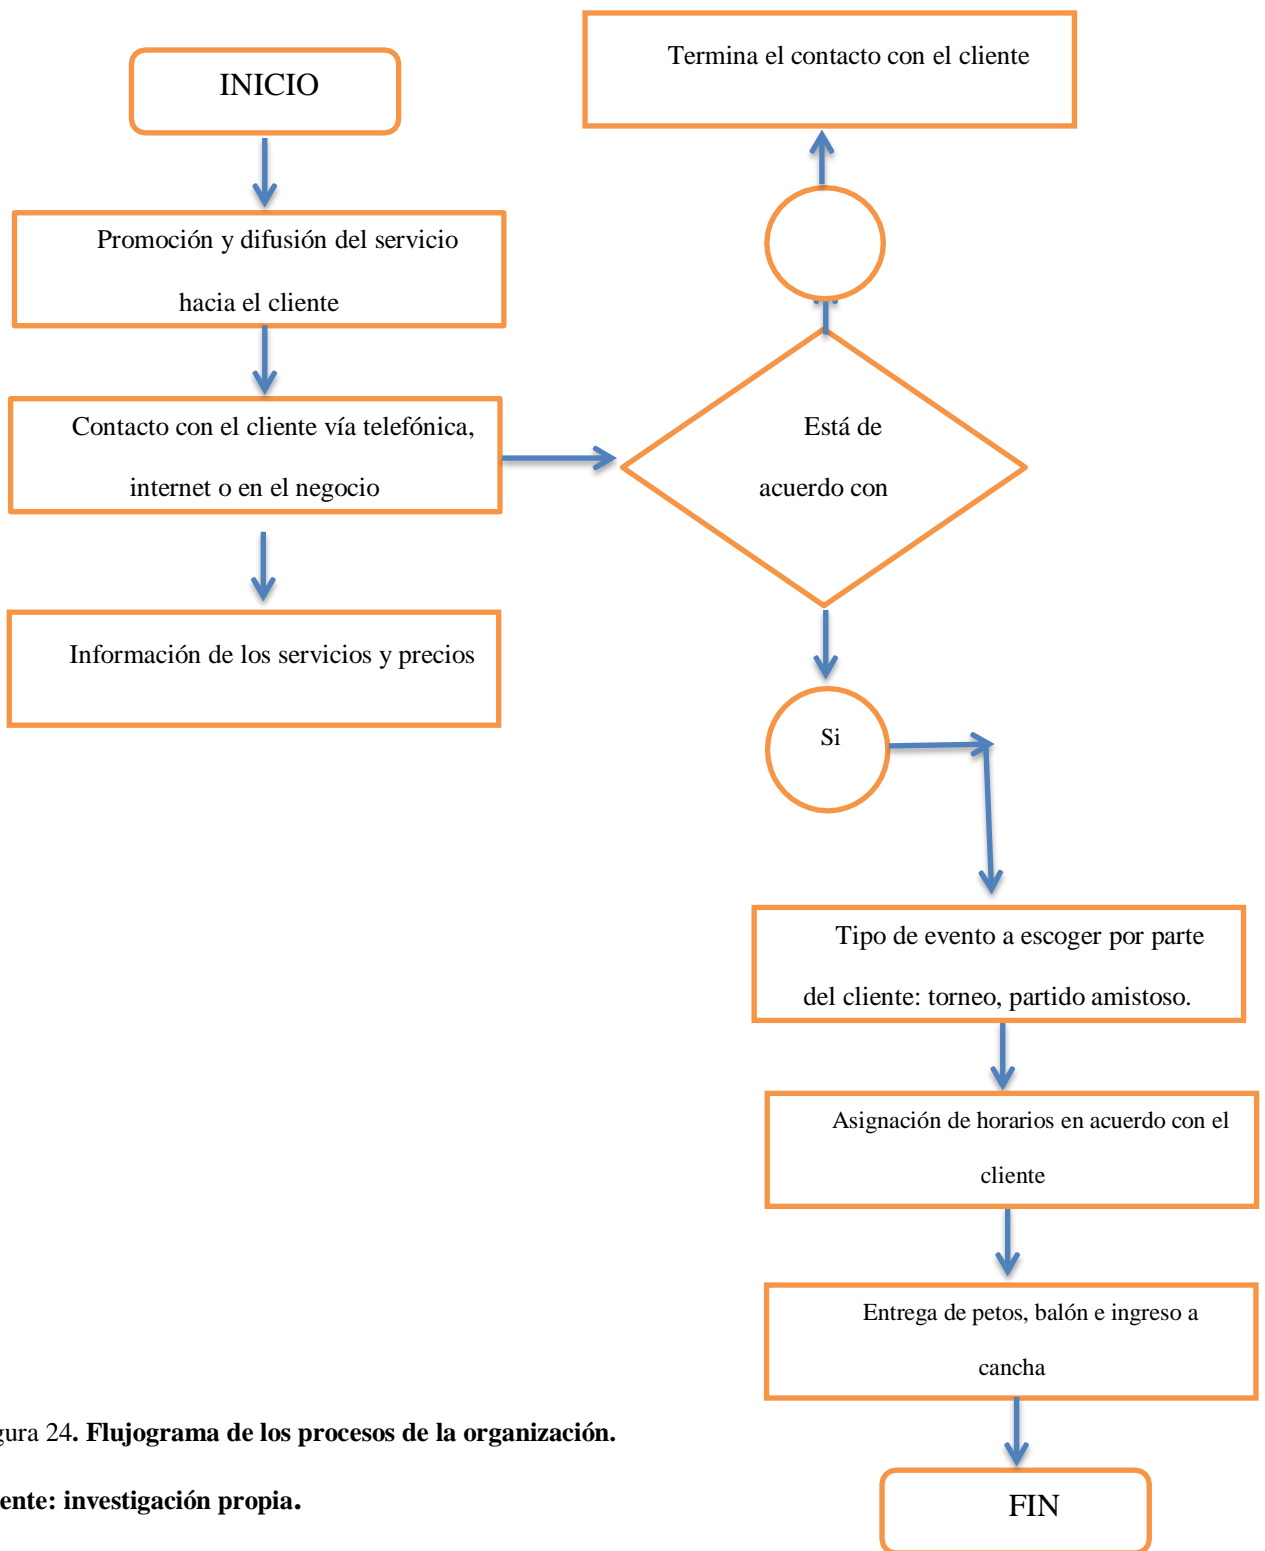 INICIO
Promoción y difusión del servicio
hacia el cliente
Contacto con el cliente vía telefónica,
internet o en el negocio
Información de los servicios y precios
Termina el contacto con el cliente
Está de
acuerdo con
Si
Tipo de evento a escoger por parte
del cliente: torneo, partido amistoso.
Asignación de horarios en acuerdo con el
cliente
Entrega de petos, balón e ingreso a
cancha
FIN
gura 24. Flujograma de los procesos de la organización.
ente: investigación propia.